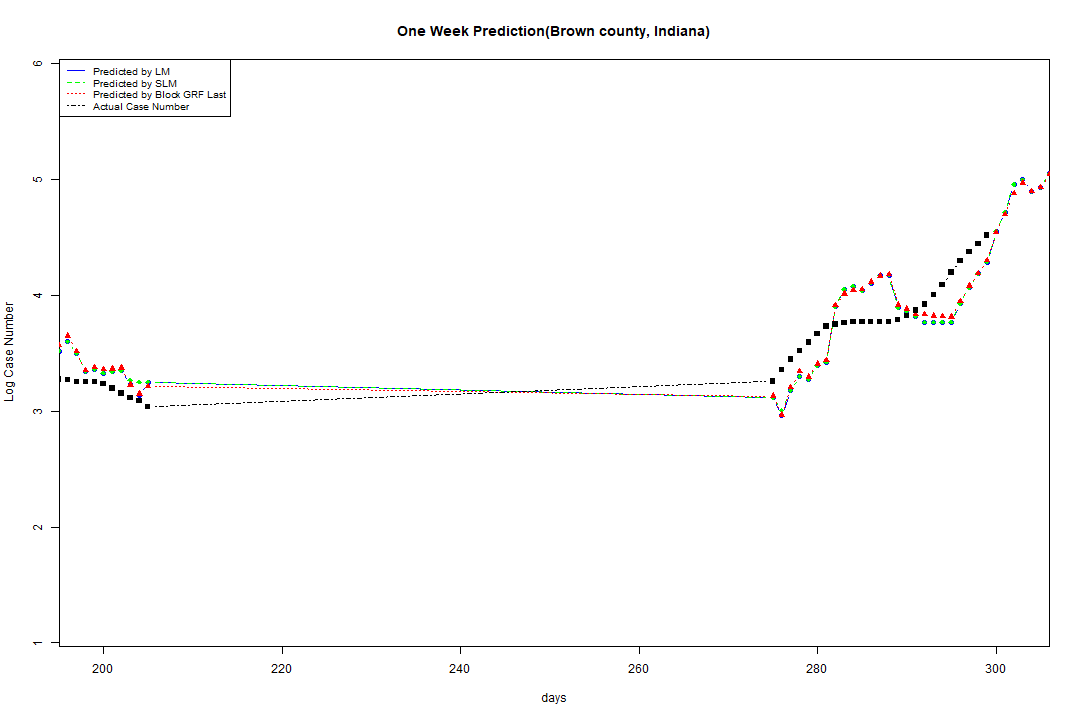 One Week Prediction(Brown county, Indiana)
Predicted by LM
Predicted by SLM
Predicted by Block GRF Last
Actual Case Number
6
5
4
3
2
1
Log Case Number
200 220 240 260 280 300
days